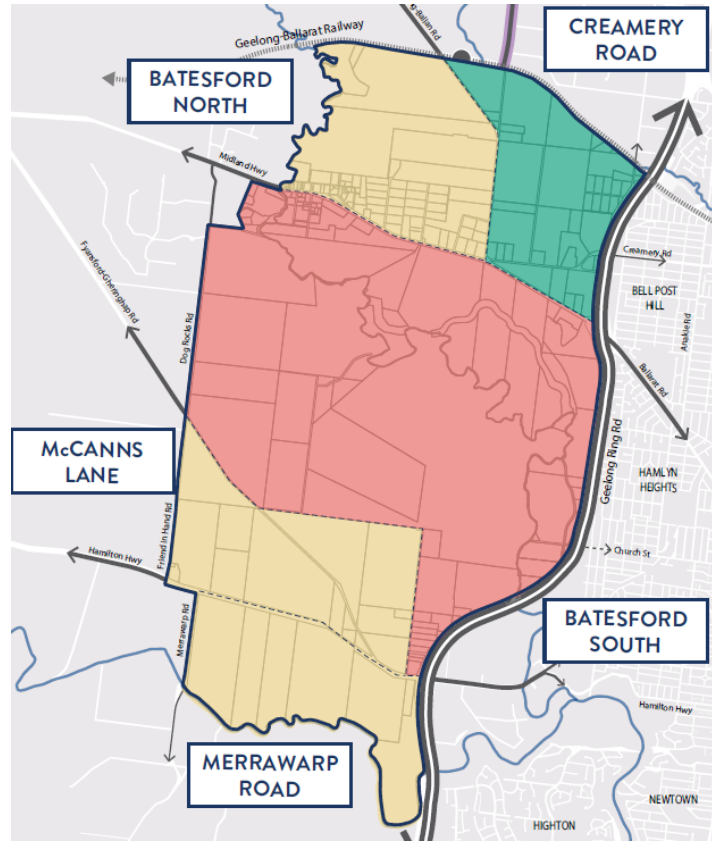 Geelong-Ballarat Railway
g-Ballan Rd
CREAMERY
ROAD
BATESFORD
NORTH
Midland Hwy
Creamery Rd
BELL POST
HILL
Anakie Rd
Fyansford-Gheringhap Rd
Dog Rocks Rd
Ballarat Rd
Geelong Ring Rd
McCANNS
LANE
HAMLYN
HEIGHTS
Friend in Hand Rd
Hamilton Hwy
Church St
BATESFORD
SOUTH
Merrawarp Rd
Hamilton Hwy
MERRAWARP
ROAD
NEWTOWN
HIGHTON